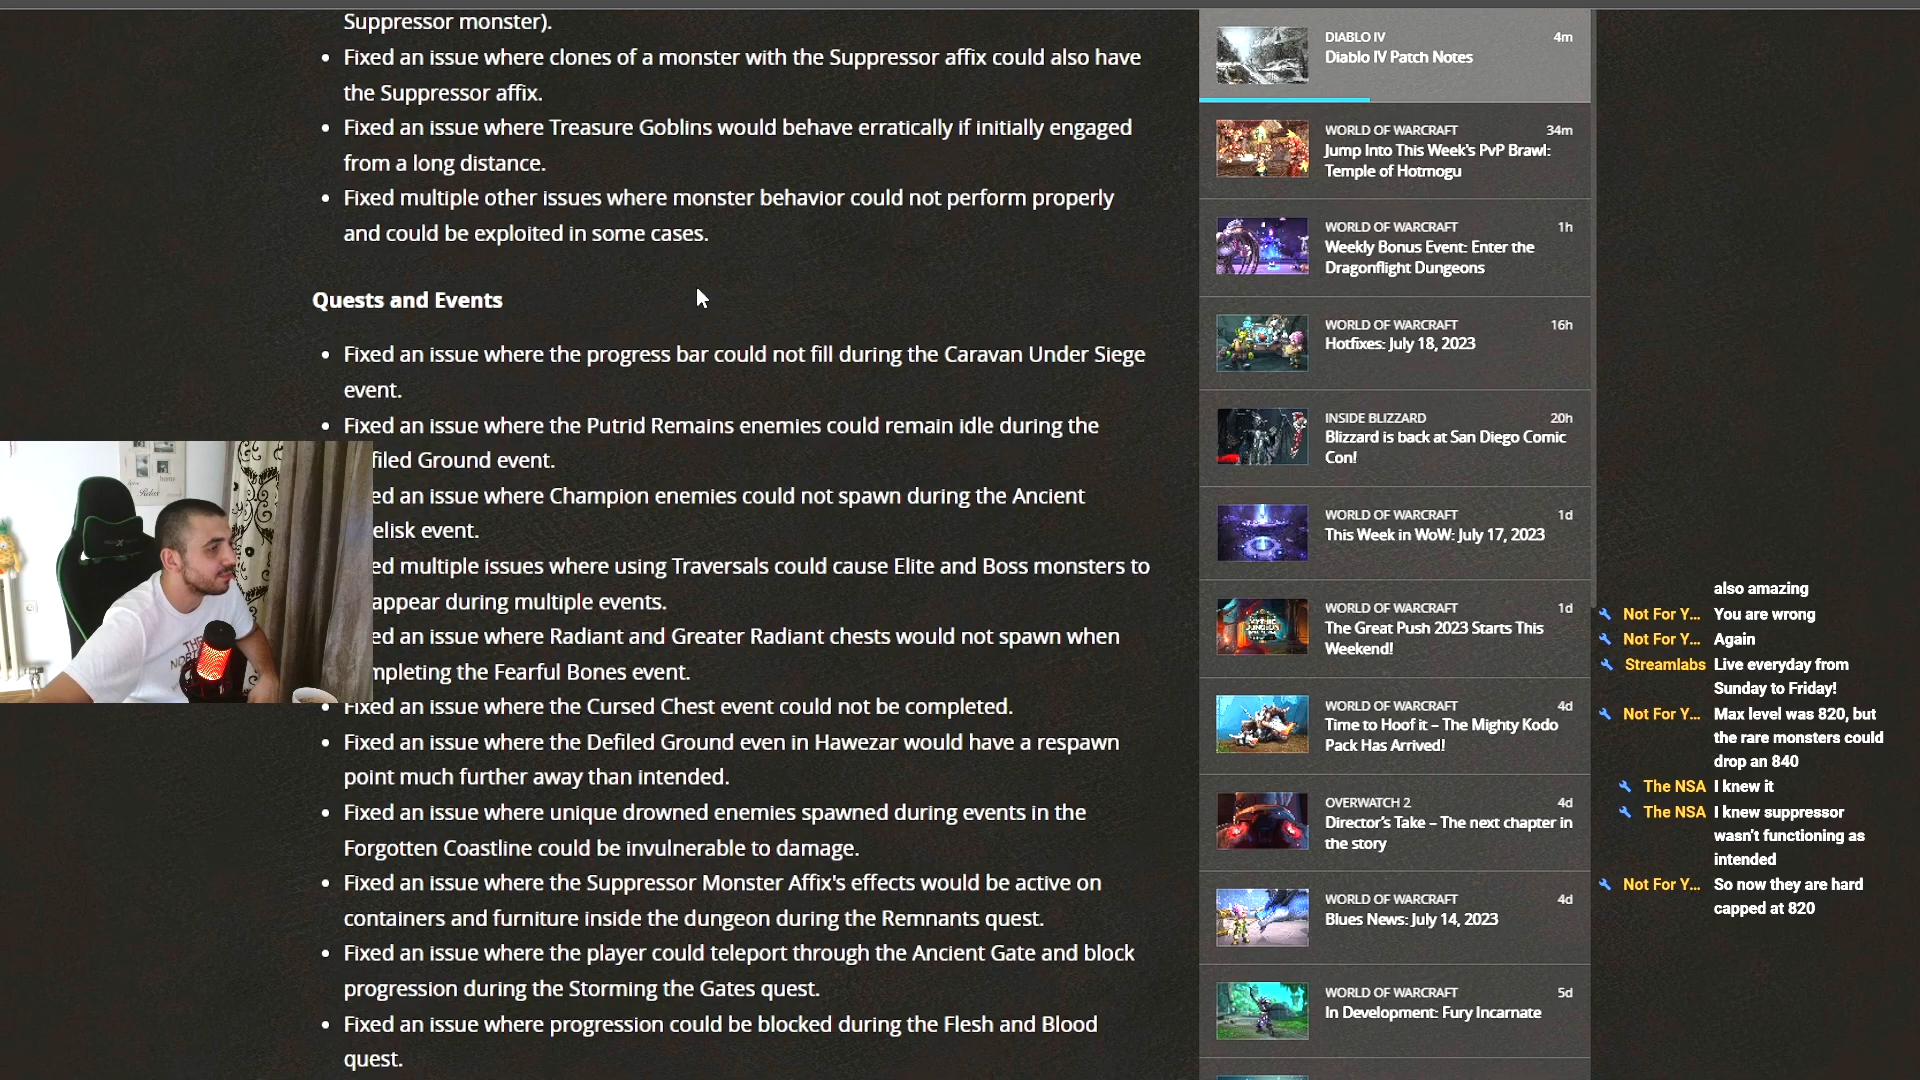 Suppressor monster).
• Fixed an issue where clones of a monster with the Suppressor affix could also have
the Suppressor affix.
• Fixed an issue where Treasure Goblins would behave erratically if initially engaged
from a long distance.
• Fixed multiple other issues where monster behavior could not perform properly
and could be exploited in some cases.
Quests and Events
• Fixed an issue where the progress bar could not fill during the Caravan Under Siege
event.
• Fixed an issue where the Putrid Remains enemies could remain idle during the
filed Ground event.
ed an issue where Champion enemies could not spawn during the Ancient
elisk event.
ed multiple issues where using Traversals could cause Elite and Boss monsters to
appear during multiple events.
ed an issue where Radiant and Greater Radiant chests would not spawn when
mpleting the Fearful Bones event.
• Fixed an issue where the Cursed Chest event could not be completed.
• Fixed an issue where the Defiled Ground even in Hawezar would have a respawn
point much further away than intended.
• Fixed an issue where unique drowned enemies spawned during events in the
Forgotten Coastline could be invulnerable to damage.
• Fixed an issue where the Suppressor Monster Affix's effects would be active on
containers and furniture inside the dungeon during the Remnants quest.
• Fixed an issue where the player could teleport through the Ancient Gate and block
progression during the Storming the Gates quest.
• Fixed an issue where progression could be blocked during the Flesh and Blood
quest.
DIABLO IV 4m
Diablo IV Patch Notes
WORLD OF WARCRAFT 34m
Jump Into This Week's PvP Brawl:
Temple of Hotmogu
WORLD OF WARCRAFT 1h
Weekly Bonus Event: Enter the
Dragonflight Dungeons
WORLD OF WARCRAFT 16h
Hotfixes: July 18, 2023
INSIDE BLIZZARD 20h
Blizzard is back at San Diego Comic
Con!
WORLD OF WARCRAFT 1d
This Week in WoW: July 17, 2023
WORLD OF WARCRAFT 1d
The Great Push 2023 Starts This
Weekend!
WORLD OF WARCRAFT 4d
Time to Hoof it – The Mighty Kodo
Pack Has Arrived!
OVERWATCH 2 4d
Director's Take – The next chapter in
the story
WORLD OF WARCRAFT 4d
Blues News: July 14, 2023
WORLD OF WARCRAFT 5d
In Development: Fury Incarnate
also amazing
Not For Y... You are wrong
Not For Y... Again
Streamlabs Live everyday from
Sunday to Friday!
Not For Y... Max level was 820, but
the rare monsters could
drop an 840
The NSA I knew it
The NSA I knew suppressor
wasn't functioning as
intended
Not For Y... So now they are hard
capped at 820